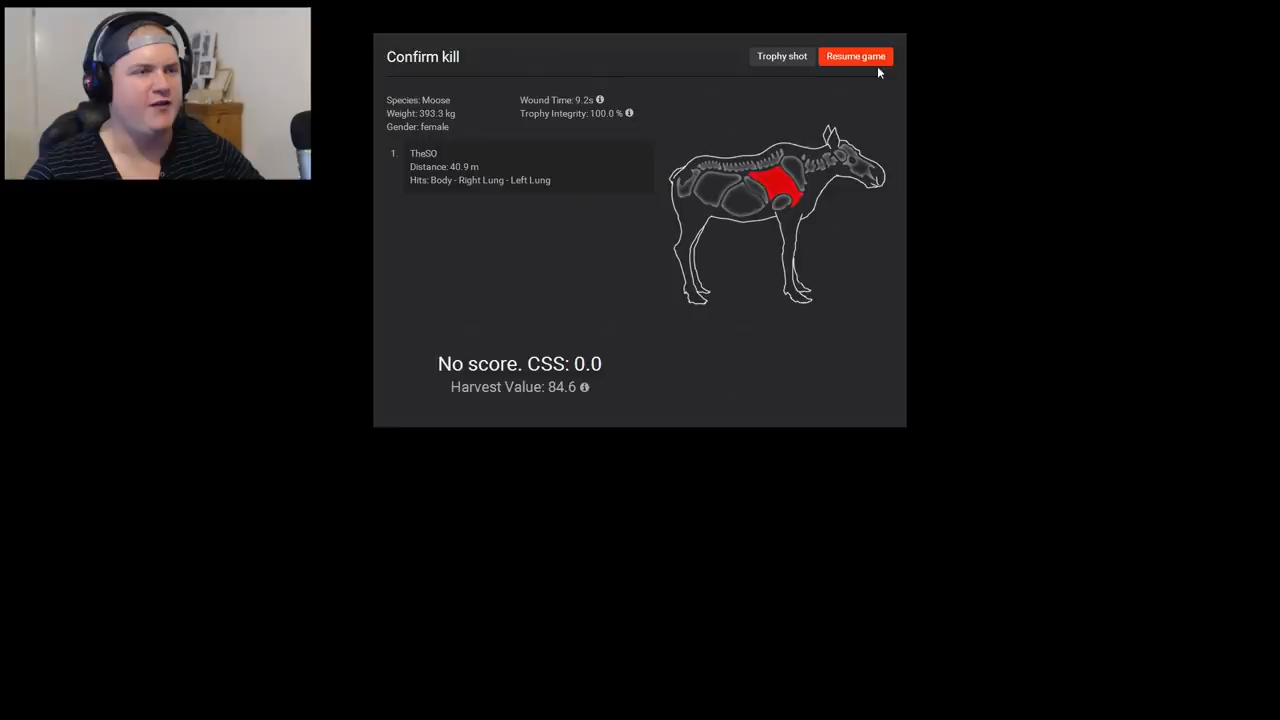 Confirm kill
Trophy shot
Resume game
Species: Moose
Weight: 393.3 kg
Gender: female
Wound Time: 9.2s
Trophy Integrity: 100.0 %
1.
TheSO
Distance: 40.9 m
Hits: Body - Right Lung - Left Lung
No score. CSS: 0.0
Harvest Value: 84.6